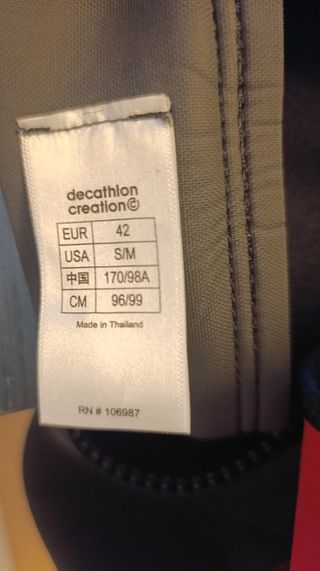 decathlon
creation©
EUR 42
USA S/M
中国 170/98A
CM 96/99
Made in Thailand
RN # 106987